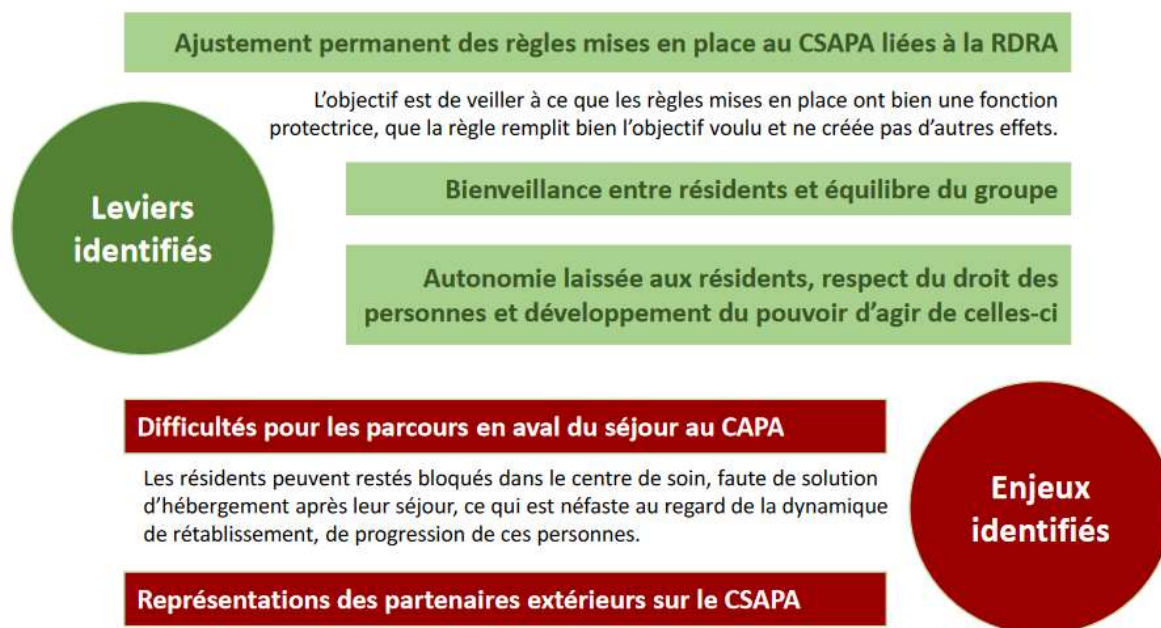 Ajustement permanent des règles mises en place au CSAPA liées à la RDRA
L'objectif est de veiller à ce que les règles mises en place ont bien une fonction
protectrice, que la règle remplit bien l'objectif voulu et ne créée pas d'autres effets.
Leviers
identifiés
Bienveillance entre résidents et équilibre du groupe
Autonomie laissée aux résidents, respect du droit des
personnes et développement du pouvoir d'agir de celles-ci
Difficultés pour les parcours en aval du séjour au CAPA
Les résidents peuvent restés bloqués dans le centre de soin, faute de solution
d'hébergement après leur séjour, ce qui est néfaste au regard de la dynamique
de rétablissement, de progression de ces personnes.
Enjeux
identifiés
Représentations des partenaires extérieurs sur le CSAPA